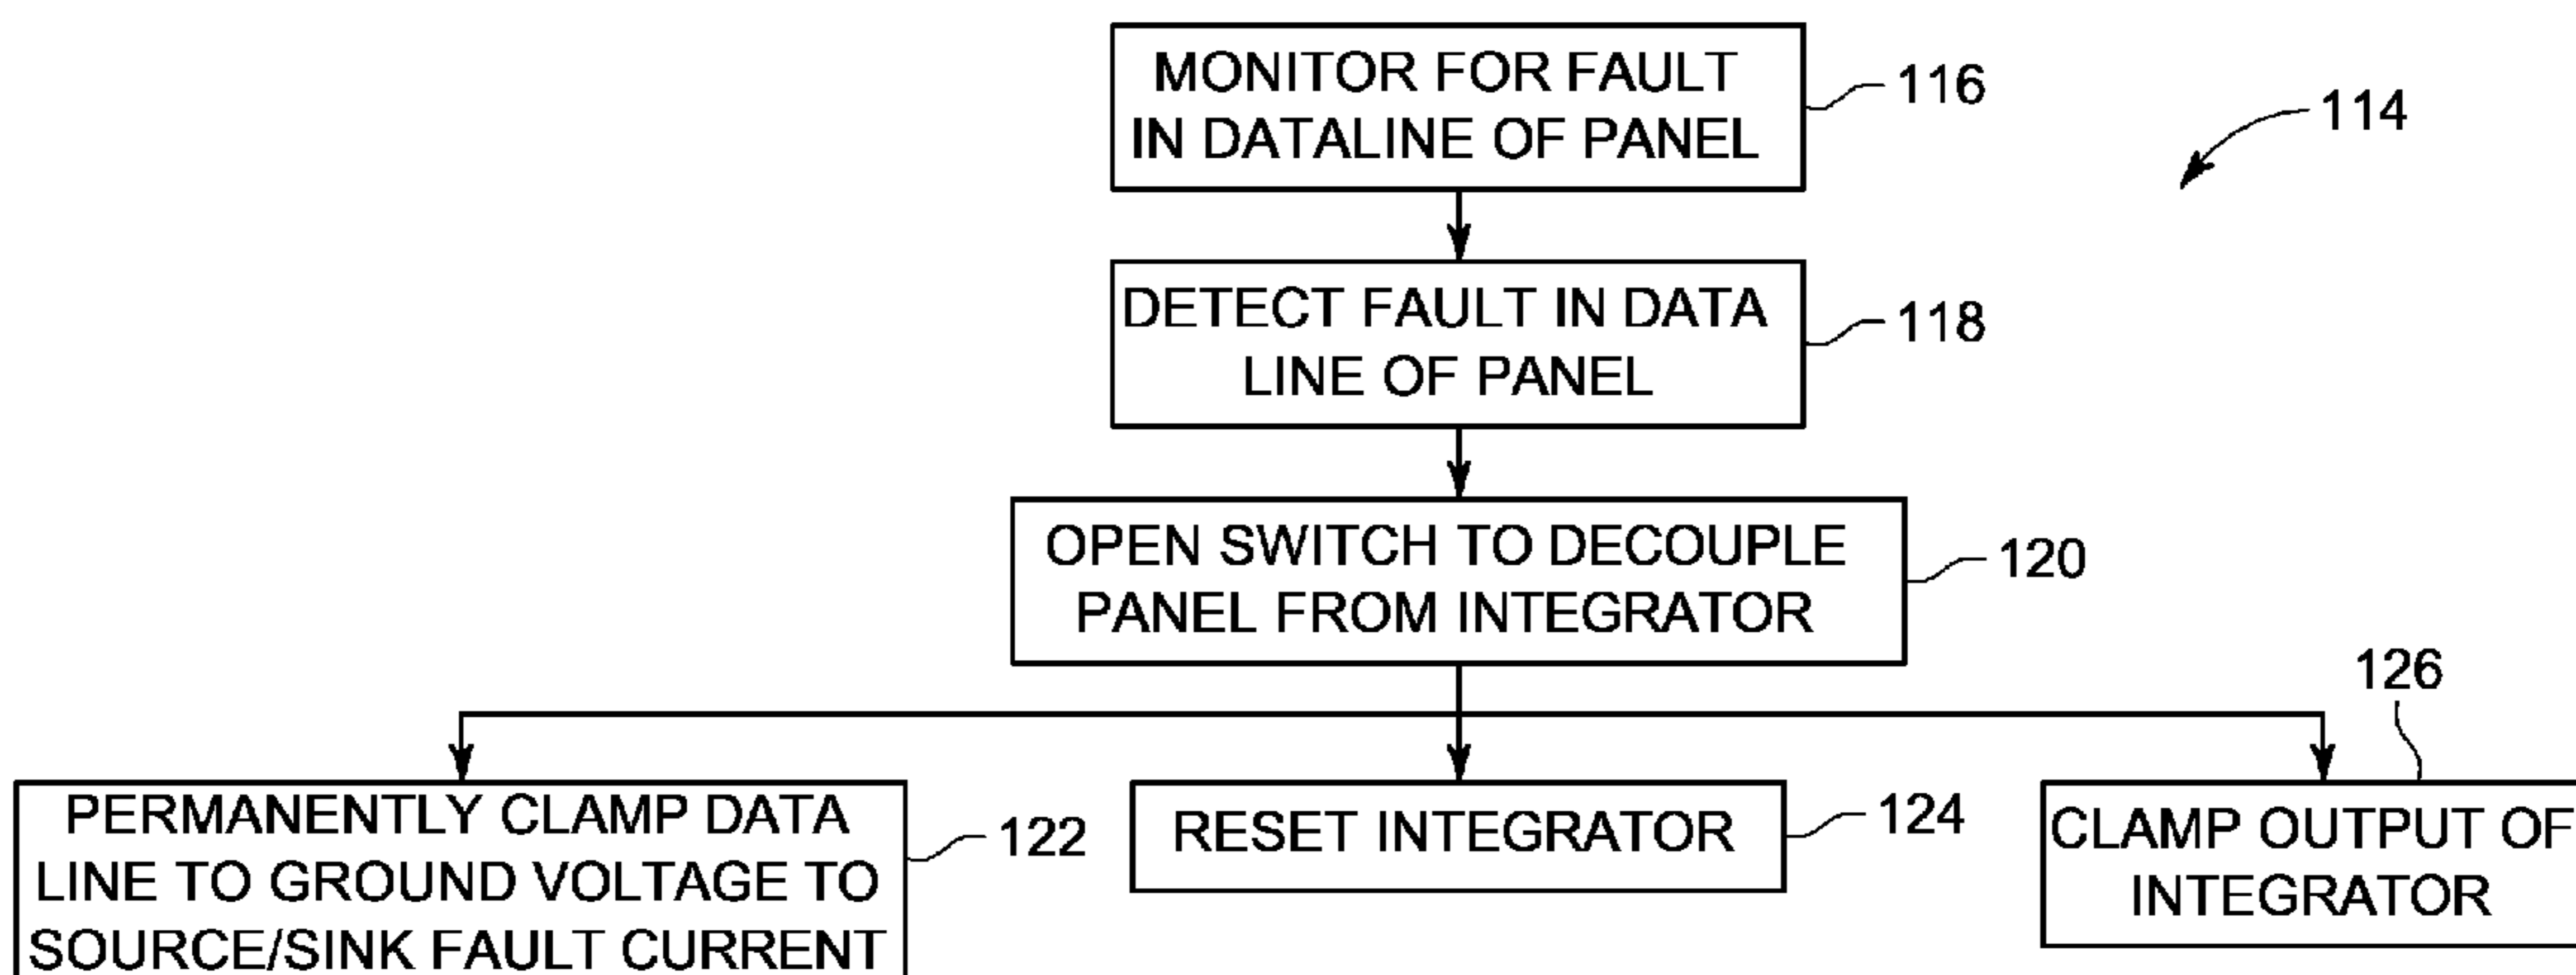 MONITOR FOR FAULT
IN DATALINE OF PANEL
116
114
DETECT FAULT IN DATA
LINE OF PANEL
118
OPEN SWITCH TO DECOUPLE
PANEL FROM INTEGRATOR
120
PERMANENTLY CLAMP DATA
LINE TO GROUND VOLTAGE TO
SOURCE/SINK FAULT CURRENT
122
RESET INTEGRATOR
124
126
CLAMP OUTPUT OF
INTEGRATOR